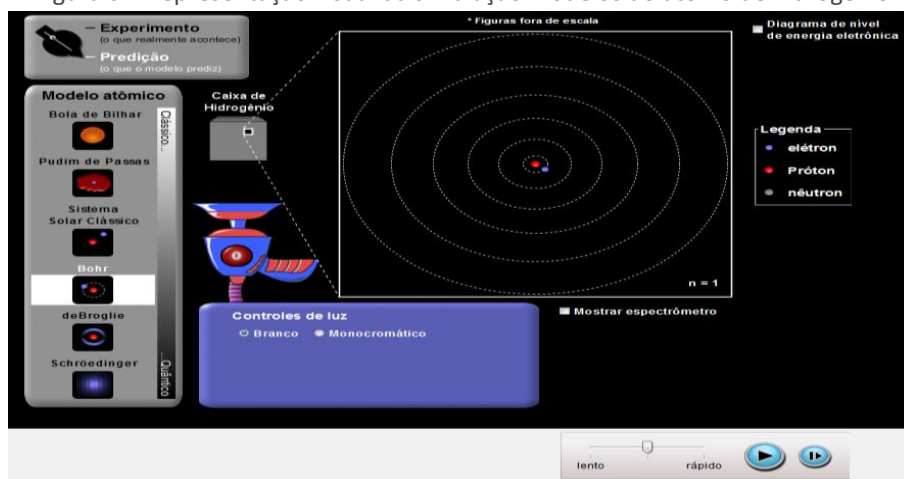 * Figuras fora de escala
Experimento
(o que realmente acontece)
Predição
(o que o modelo prediz)
Diagrama de nível
de energia eletrônica
Modelo atômico
Clássico...
Bola de Bilhar
Pudim de Passas
Sistema
Solar Clássico
Bohr
deBroglie
Schröedinger
...Quântico
Caixa de
Hidrogênio
Legenda
elétron
Próton
nêutron
n = 1
Controles de luz
Branco
Monocromático
Mostrar espectrômetro
lento
rápido